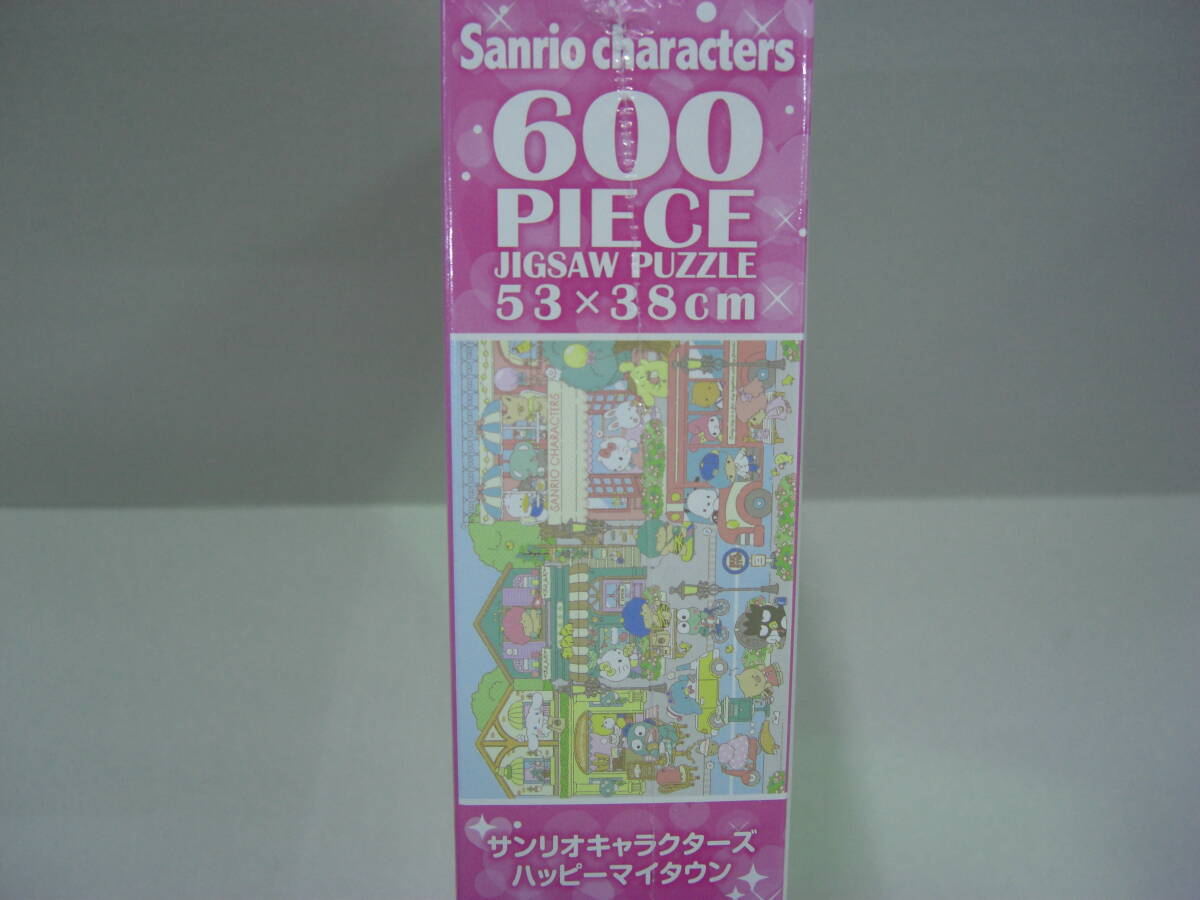 Sanrio characters
600
PIECE
JIGSAW PUZZLE
53×38cm
SANRIO CHARACTERS
サンリオキャラクターズ
ハッピーマイタウン